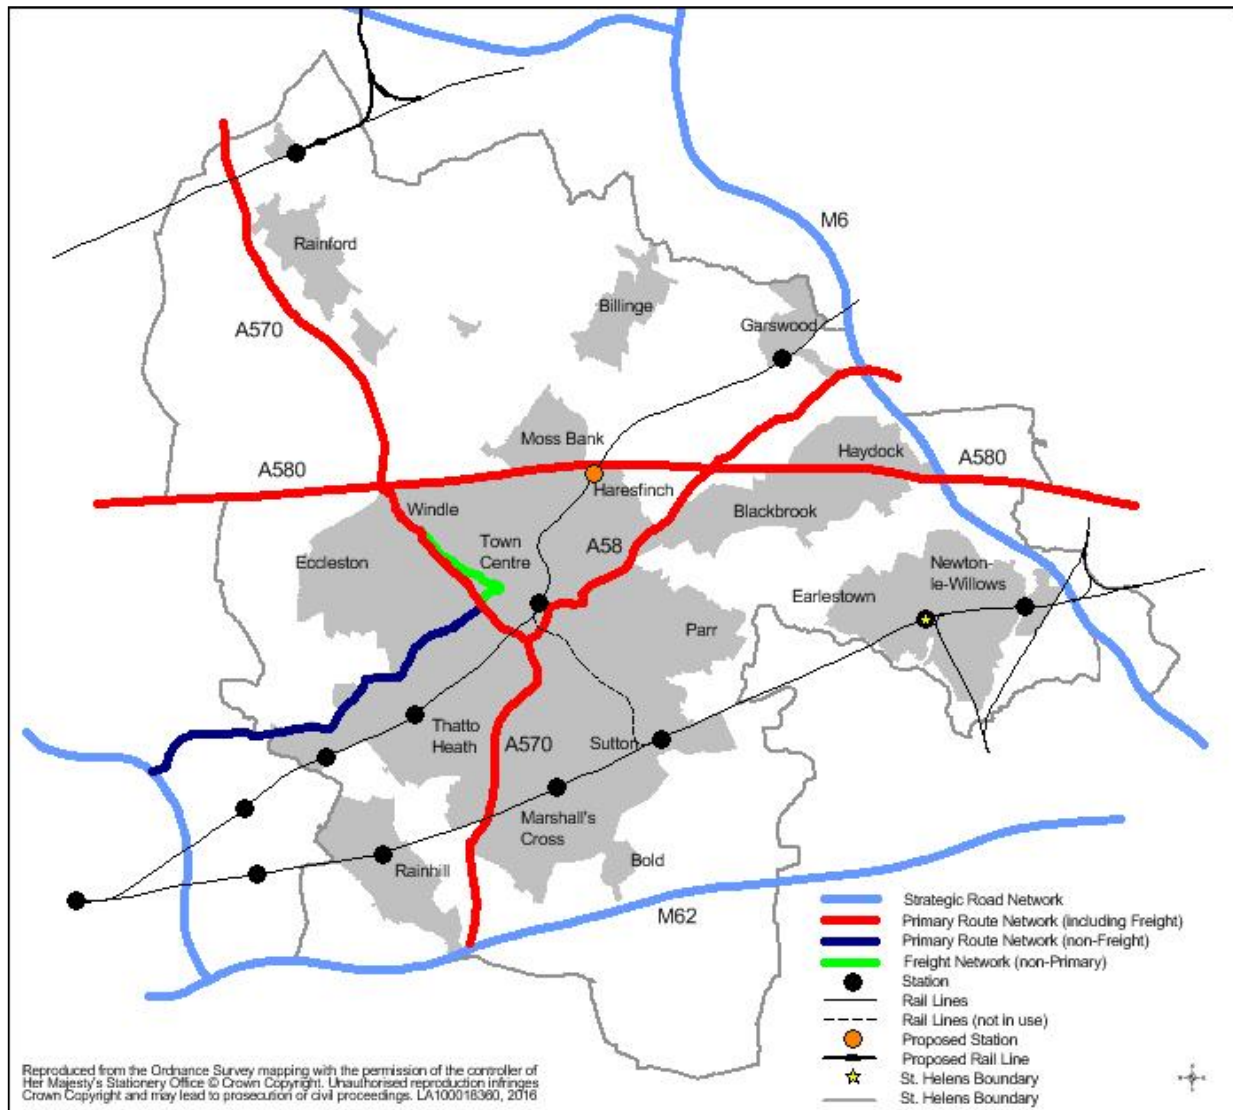 M6
Rainford
Billinge
A570
Garswood
Moss Bank
Haydock
A580
A580
Haresfinch
Windle
Blackbrook
Town
Centre
A58
Eccleston
Newton-
le-Willows
Earlestown
Parr
Thatto
Heath
A570
Sutton
Marshall's
Cross
Bold
Rainhill
M62
Strategic Road Network
Primary Route Network (including Freight)
Primary Route Network (non-Freight)
Freight Network (non-Primary)
Station
Rail Lines
Rail Lines (not in use)
Proposed Station
Proposed Rail Line
St. Helens Boundary
St. Helens Boundary
Reproduced from the Ordnance Survey mapping with the permission of the controller of
Her Majesty's Stationery Office © Crown Copyright. Unauthorised reproduction infringes
Crown Copyright and may lead to prosecution or civil proceedings. LA100018360, 2016